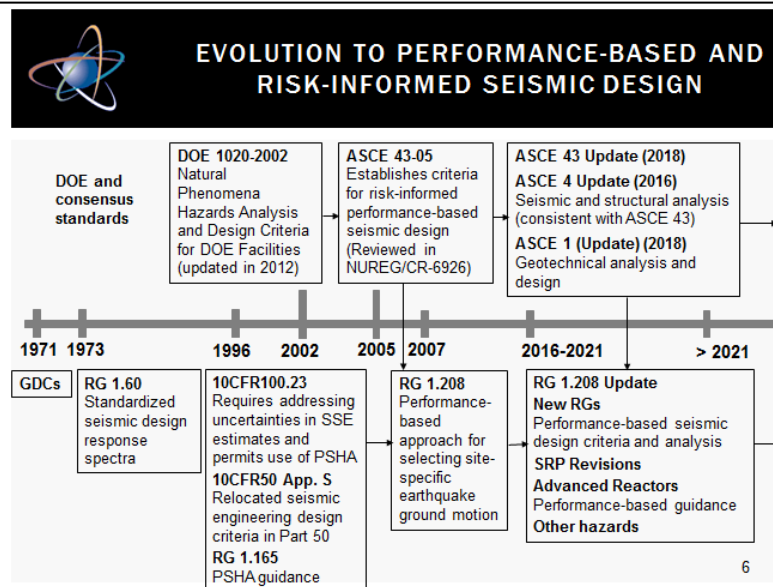 EVOLUTION TO PERFORMANCE-BASED AND
RISK-INFORMED SEISMIC DESIGN
DOE and
consensus
standards
DOE 1020-2002
Natural
Phenomena
Hazards Analysis
and Design Criteria
for DOE Facilities
(updated in 2012)
ASCE 43-05
Establishes criteria
for risk-informed
performance-based
seismic design
(Reviewed in
NUREG/CR-6926)
ASCE 43 Update (2018)
ASCE 4 Update (2016)
Seismic and structural analysis
(consistent with ASCE 43)
ASCE 1 (Update) (2018)
Geotechnical analysis and
design
1971 1973 1996 2002 2005 2007 2016-2021 > 2021
GDCs
RG 1.60
Standardized
seismic design
response
spectra
10CFR100.23
Requires addressing
uncertainties in SSE
estimates and
permits use of PSHA
10CFR50 App. S
Relocated seismic
engineering design
criteria in Part 50
RG 1.165
PSHA guidance
RG 1.208
Performance-
based
approach for
selecting site-
specific
earthquake
ground motion
RG 1.208 Update
New RGs
Performance-based seismic
design criteria and analysis
SRP Revisions
Advanced Reactors
Performance-based guidance
Other hazards
6